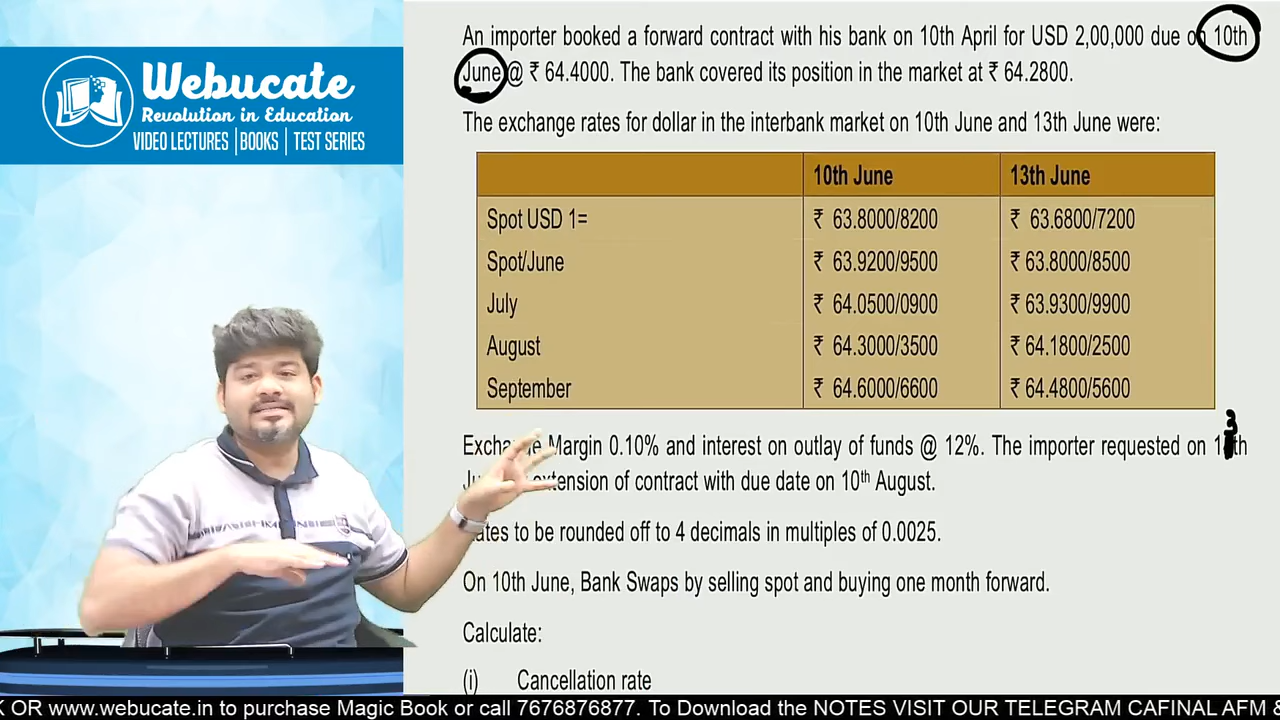 Webucate
Revolution in Education
VIDEO LECTURES | BOOKS | TEST SERIES
An importer booked a forward contract with his bank on 10th April for USD 2,00,000 due on 10th
June @ ₹ 64.4000. The bank covered its position in the market at ₹ 64.2800.
The exchange rates for dollar in the interbank market on 10th June and 13th June were:
10th June 13th June
Spot USD 1= ₹ 63.8000/8200 ₹ 63.6800/7200
Spot/June ₹ 63.9200/9500 ₹ 63.8000/8500
July ₹ 64.0500/0900 ₹ 63.9300/9900
August ₹ 64.3000/3500 ₹ 64.1800/2500
September ₹ 64.6000/6600 ₹ 64.4800/5600
Margin 0.10% and interest on outlay of funds @ 12%. The importer requested on
extension of contract with due date on 10th August.
to be rounded off to 4 decimals in multiples of 0.0025.
On 10th June, Bank Swaps by selling spot and buying one month forward.
Calculate:
(i) Cancellation rate
OR www.webucate.in to purchase Magic Book or call 7676876877. To Download the NOTES VISIT OUR TELEGRAM CAFINAL AFM &